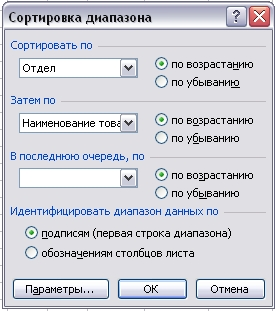 Сортировка диапазона
Сортировать по
Отдел
по возрастанию
по убыванию
Затем по
Наименование това
по возрастанию
по убыванию
В последнюю очередь, по
по возрастанию
по убыванию
Идентифицировать диапазон данных по
подписям (первая строка диапазона)
обозначениям столбцов листа
Параметры... ОК Отмена